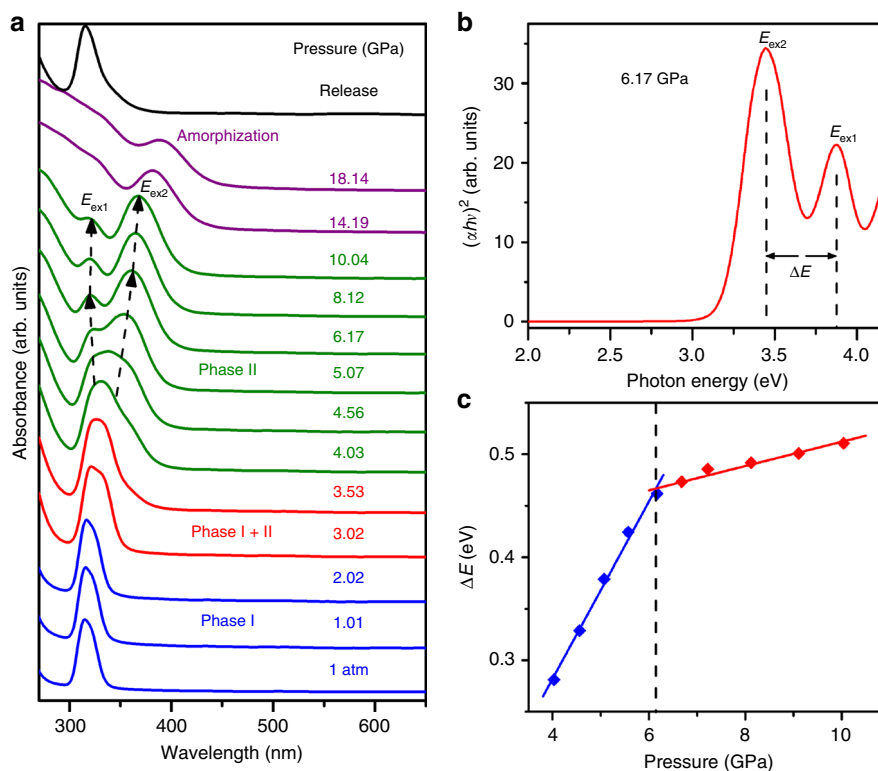 a
Pressure (GPa)
Release
Amorphization
18.14
14.19
E_ex1
E_ex2
10.04
8.12
6.17
5.07
Phase II
4.56
4.03
3.53
Phase I + II
3.02
2.02
1.01
Phase I
1 atm
Absorbance (arb. units)
300 400 500 600
Wavelength (nm)
b
E_ex2
6.17 GPa
E_ex1
ΔE
(αhν)² (arb. units)
30
20
10
0
2.0 2.5 3.0 3.5 4.0
Photon energy (eV)
c
ΔE (eV)
0.5
0.4
0.3
4 6 8 10
Pressure (GPa)